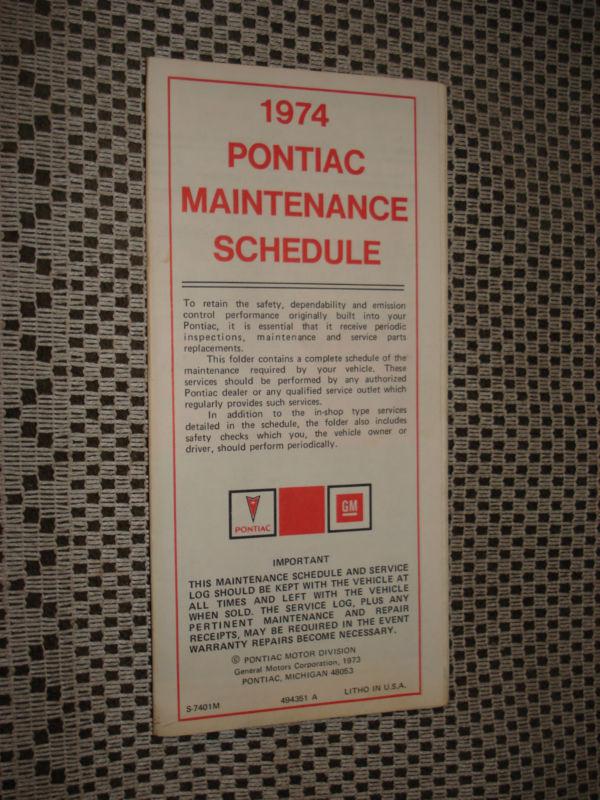 1974
PONTIAC
MAINTENANCE
SCHEDULE
To retain the safety, dependability and emission
control performance originally built into your
Pontiac, it is essential that it receive periodic
inspections, maintenance and service parts
replacements.
This folder contains a complete schedule of the
maintenance required by your vehicle. These
services should be performed by any authorized
Pontiac dealer or any qualified service outlet which
regularly provides such services.
In addition to the in-shop type services
detailed in the schedule, the folder also includes
safety checks which you, the vehicle owner or
driver, should perform periodically.
PONTIAC
GM
IMPORTANT
THIS MAINTENANCE SCHEDULE AND SERVICE
LOG SHOULD BE KEPT WITH THE VEHICLE AT
ALL TIMES AND LEFT WITH THE VEHICLE
WHEN SOLD. THE SERVICE LOG, PLUS ANY
PERTINENT MAINTENANCE AND REPAIR
RECEIPTS, MAY BE REQUIRED IN THE EVENT
WARRANTY REPAIRS BECOME NECESSARY.
© PONTIAC MOTOR DIVISION
General Motors Corporation, 1973
PONTIAC, MICHIGAN 48053
S-7401M 494351 A LITHO IN U.S.A.